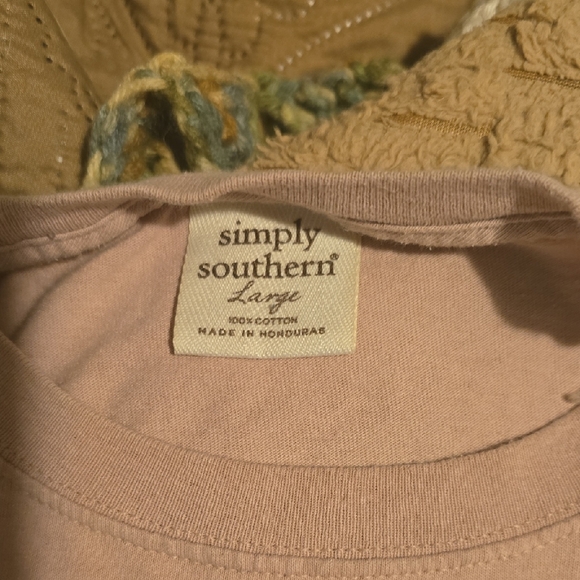 simply
southern®
Large
100% COTTON
MADE IN HONDURAS